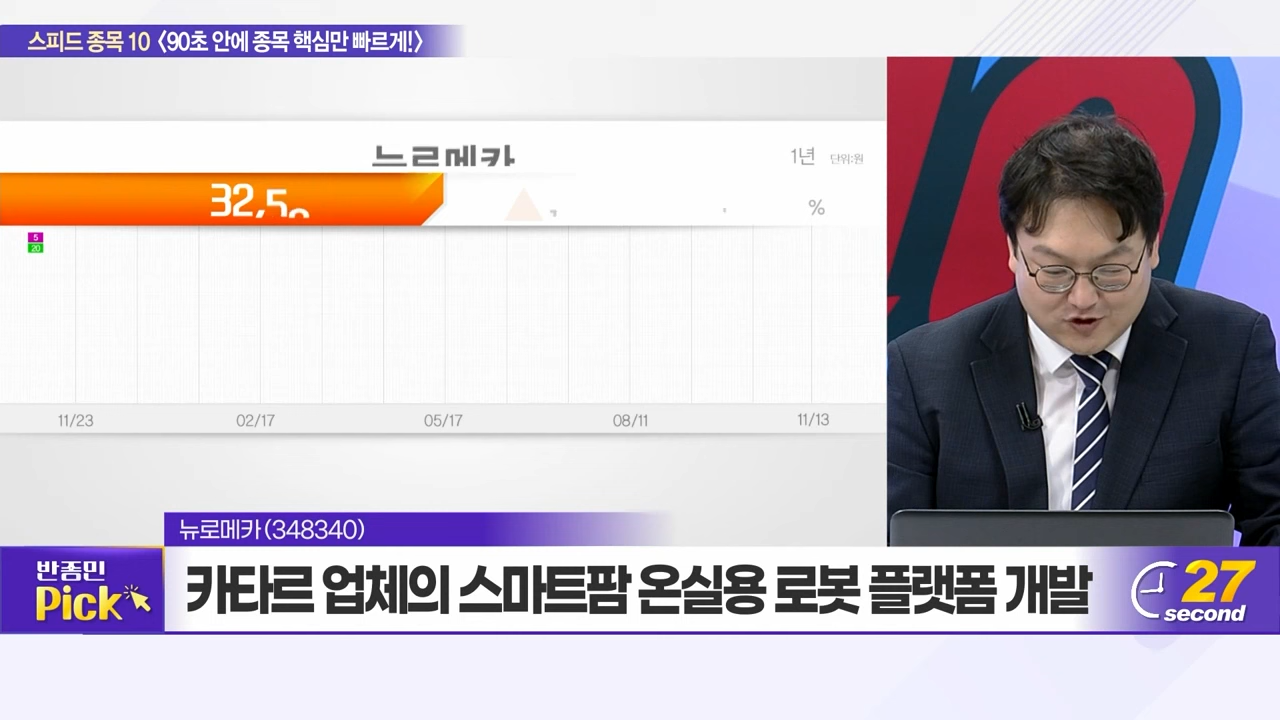 스피드 종목 10 <90초 안에 종목 핵심만 빠르게!>
1년 단위:원
%
5
20
11/23 02/17 05/17 08/11 11/13
뉴로메카(348340)
반종민
Pick
카타르 업체의 스마트팜 온실용 로봇 플랫폼 개발
27
second